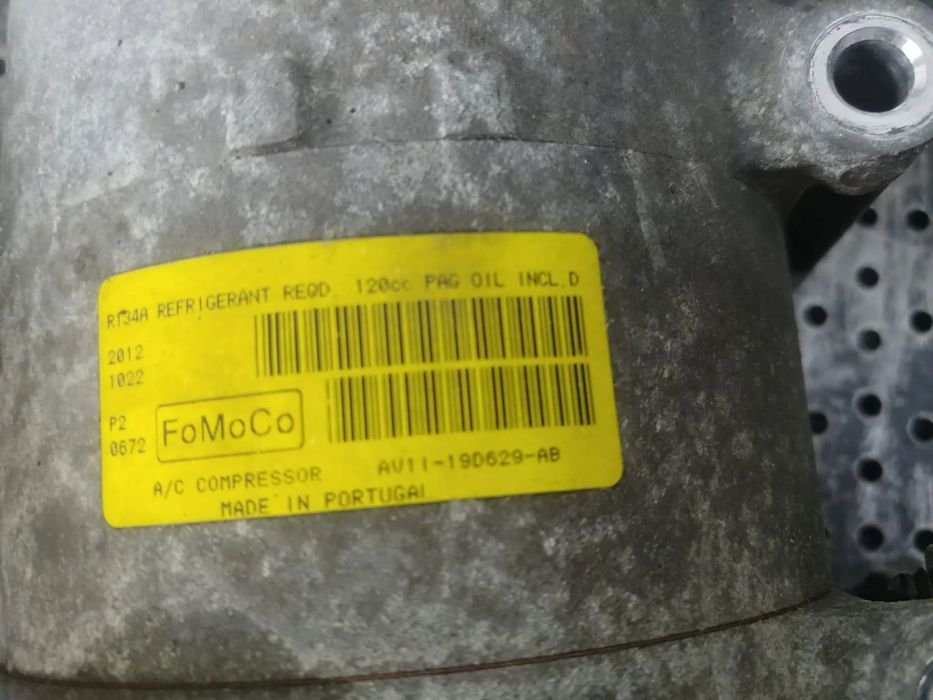 R134A REFRIGERANT REQD. 120cc PAG OIL INCL.D
2012
1022
P2
0672
FoMoCo
A/C COMPRESSOR
AV11-19D629-AB
MADE IN PORTUGAL